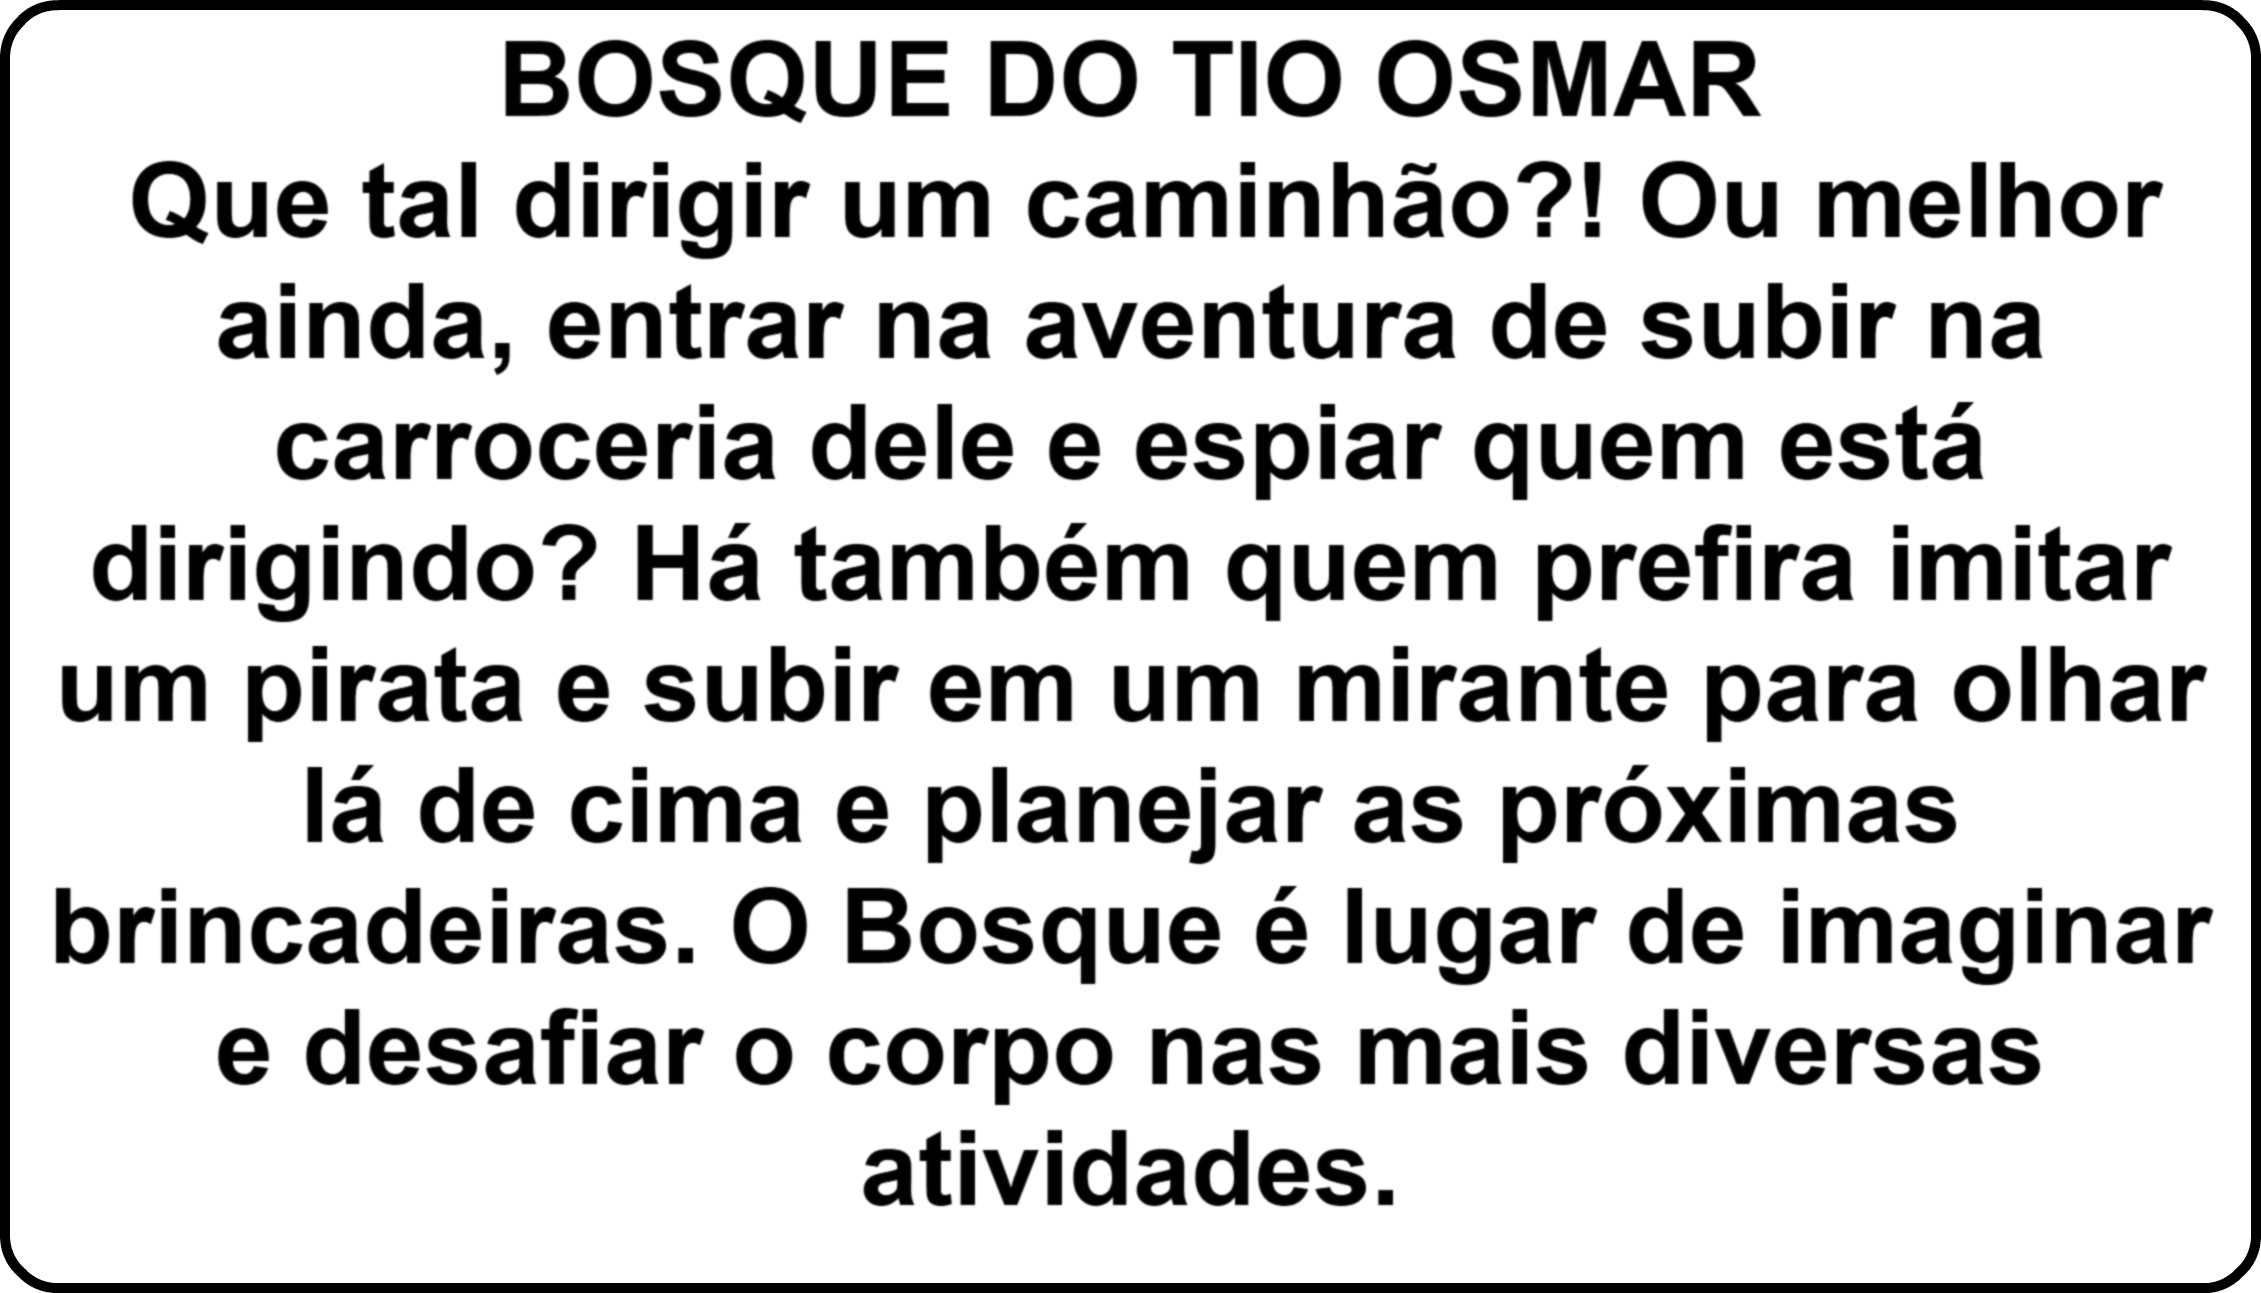 BOSQUE DO TIO OSMAR
Que tal dirigir um caminhão?! Ou melhor
ainda, entrar na aventura de subir na
carroceria dele e espiar quem está
dirigindo? Há também quem prefira imitar
um pirata e subir em um mirante para olhar
lá de cima e planejar as próximas
brincadeiras. O Bosque é lugar de imaginar
e desafiar o corpo nas mais diversas
atividades.